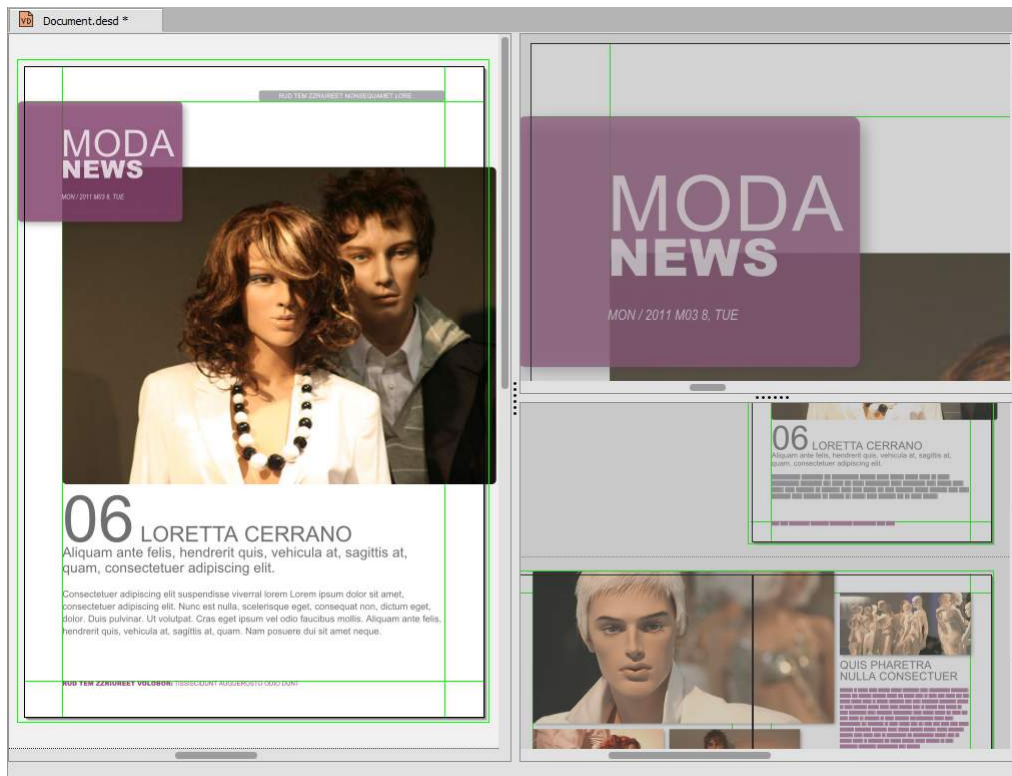 VD Document.desd *
RUD TEM ZZRIUREET NONSEQUAMET LORE
MODA
NEWS
MON / 2011 M03 8, TUE
06 LORETTA CERRANO
Aliquam ante felis, hendrerit quis, vehicula at, sagittis at,
quam, consectetuer adipiscing elit.
Consectetuer adipiscing elit suspendisse viverral lorem Lorem ipsum dolor sit amet,
consectetuer adipiscing elit. Nunc est nulla, scelerisque eget, consequat non, dictum eget,
dolor. Duis pulvinar. Ut volutpat. Cras eget ipsum vel odio faucibus mollis. Aliquam ante felis,
hendrerit quis, vehicula at, sagittis at, quam. Nam posuere dui sit amet neque.
RUD TEM ZZRIUREET VOLOBOR: TISSISCIDUNT AUGUEROSTO ODIO DUNT
MODA
NEWS
MON / 2011 M03 8, TUE
06 LORETTA CERRANO
Aliquam ante felis, hendrerit quis, vehicula at, sagittis at,
quam, consectetuer adipiscing elit.
QUIS PHARETRA
NULLA CONSECTUER